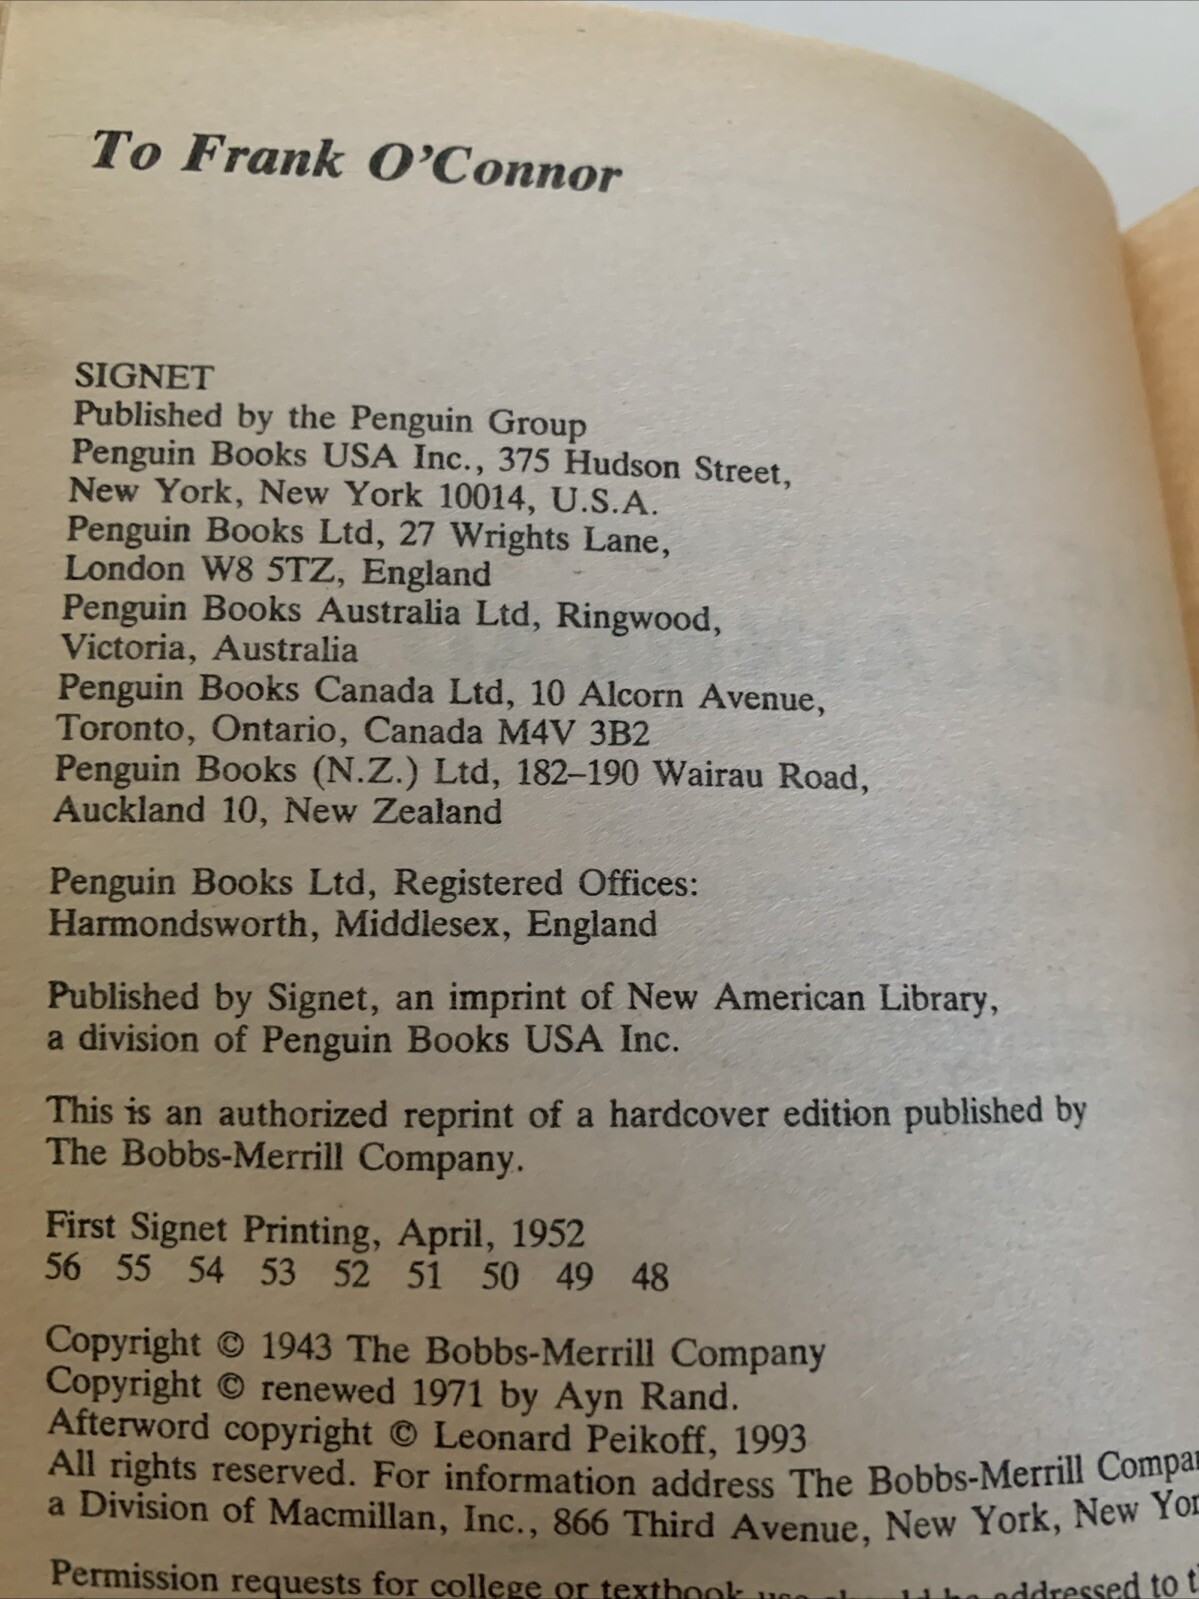 To Frank O'Connor
SIGNET
Published by the Penguin Group
Penguin Books USA Inc., 375 Hudson Street,
New York, New York 10014, U.S.A.
Penguin Books Ltd, 27 Wrights Lane,
London W8 5TZ, England
Penguin Books Australia Ltd, Ringwood,
Victoria, Australia
Penguin Books Canada Ltd, 10 Alcorn Avenue,
Toronto, Ontario, Canada M4V 3B2
Penguin Books (N.Z.) Ltd, 182–190 Wairau Road,
Auckland 10, New Zealand
Penguin Books Ltd, Registered Offices:
Harmondsworth, Middlesex, England
Published by Signet, an imprint of New American Library,
a division of Penguin Books USA Inc.
This is an authorized reprint of a hardcover edition published by
The Bobbs-Merrill Company.
First Signet Printing, April, 1952
56 55 54 53 52 51 50 49 48
Copyright © 1943 The Bobbs-Merrill Company
Copyright © renewed 1971 by Ayn Rand.
Afterword copyright © Leonard Peikoff, 1993
All rights reserved. For information address The Bobbs-Merrill Compa
a Division of Macmillan, Inc., 866 Third Avenue, New York, New Yor
Permission requests for college or textbook use should be addressed to t